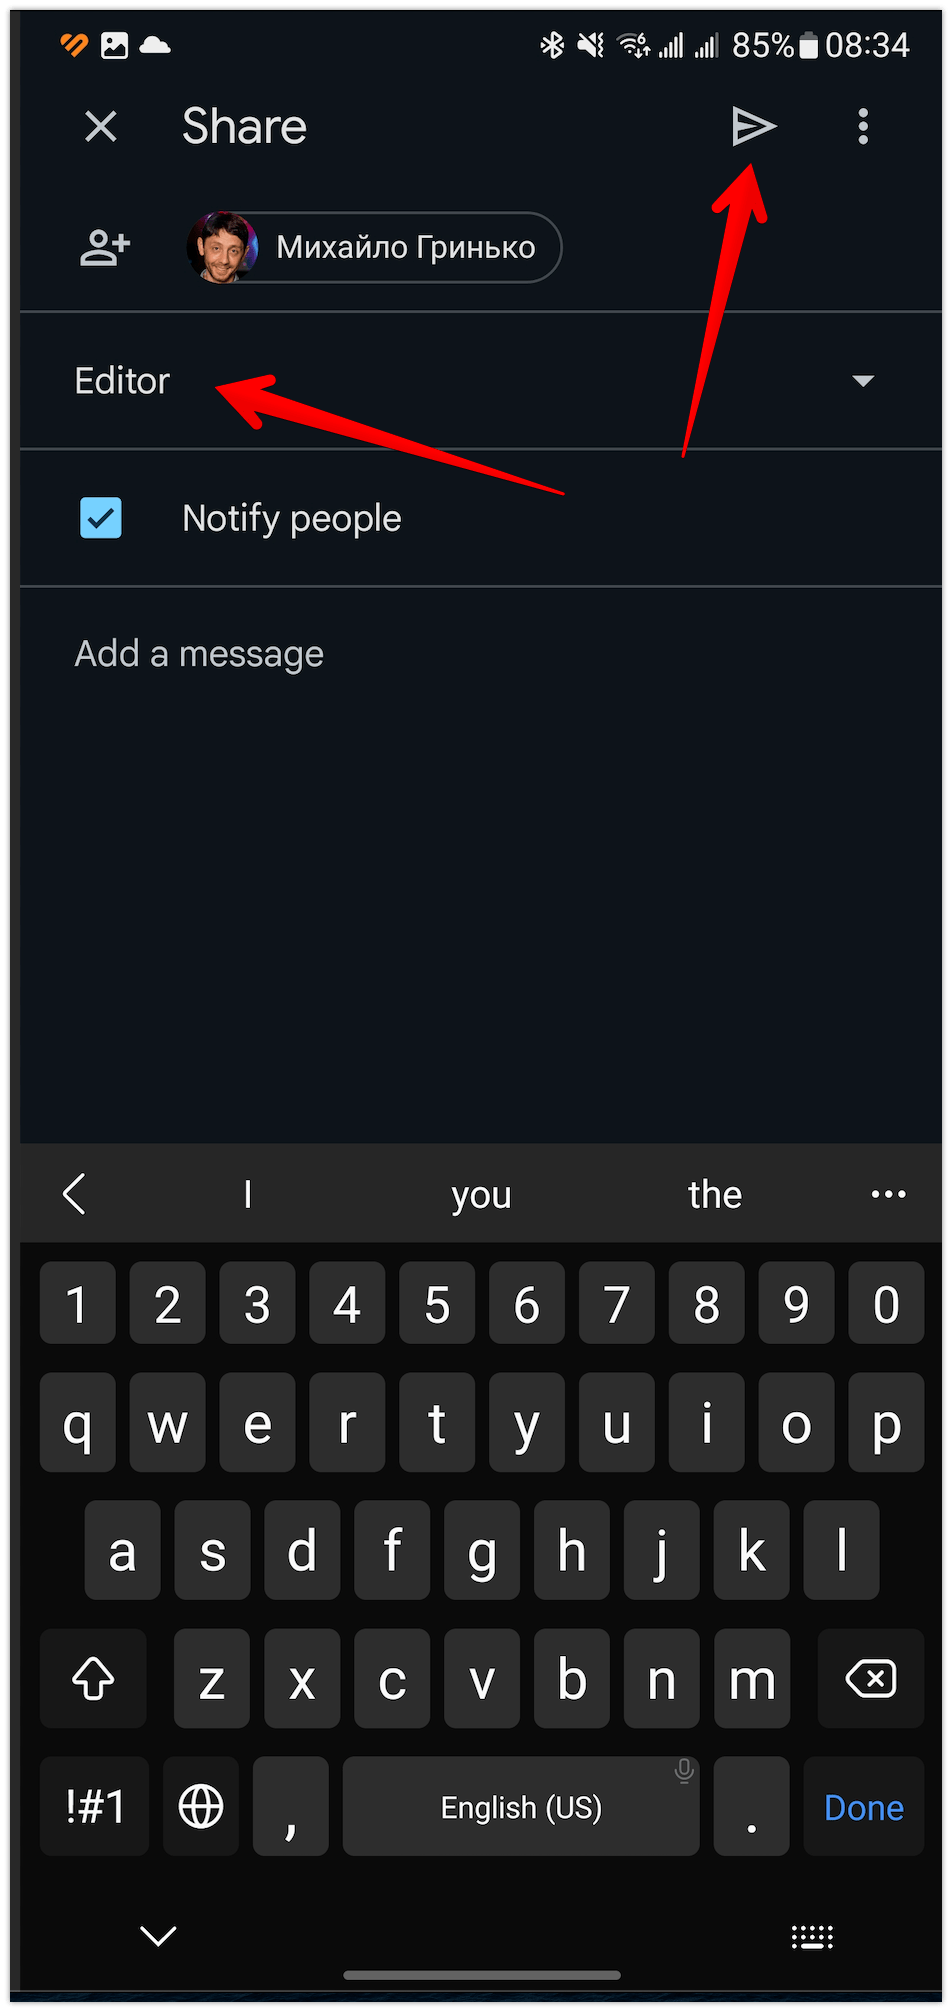 85% 08:34
Share
Михайло Гринько
Editor
Notify people
Add a message
I you the
1 2 3 4 5 6 7 8 9 0
q w e r t y u i o p
a s d f g h j k l
z x c v b n m
!#1 , English (US) . Done